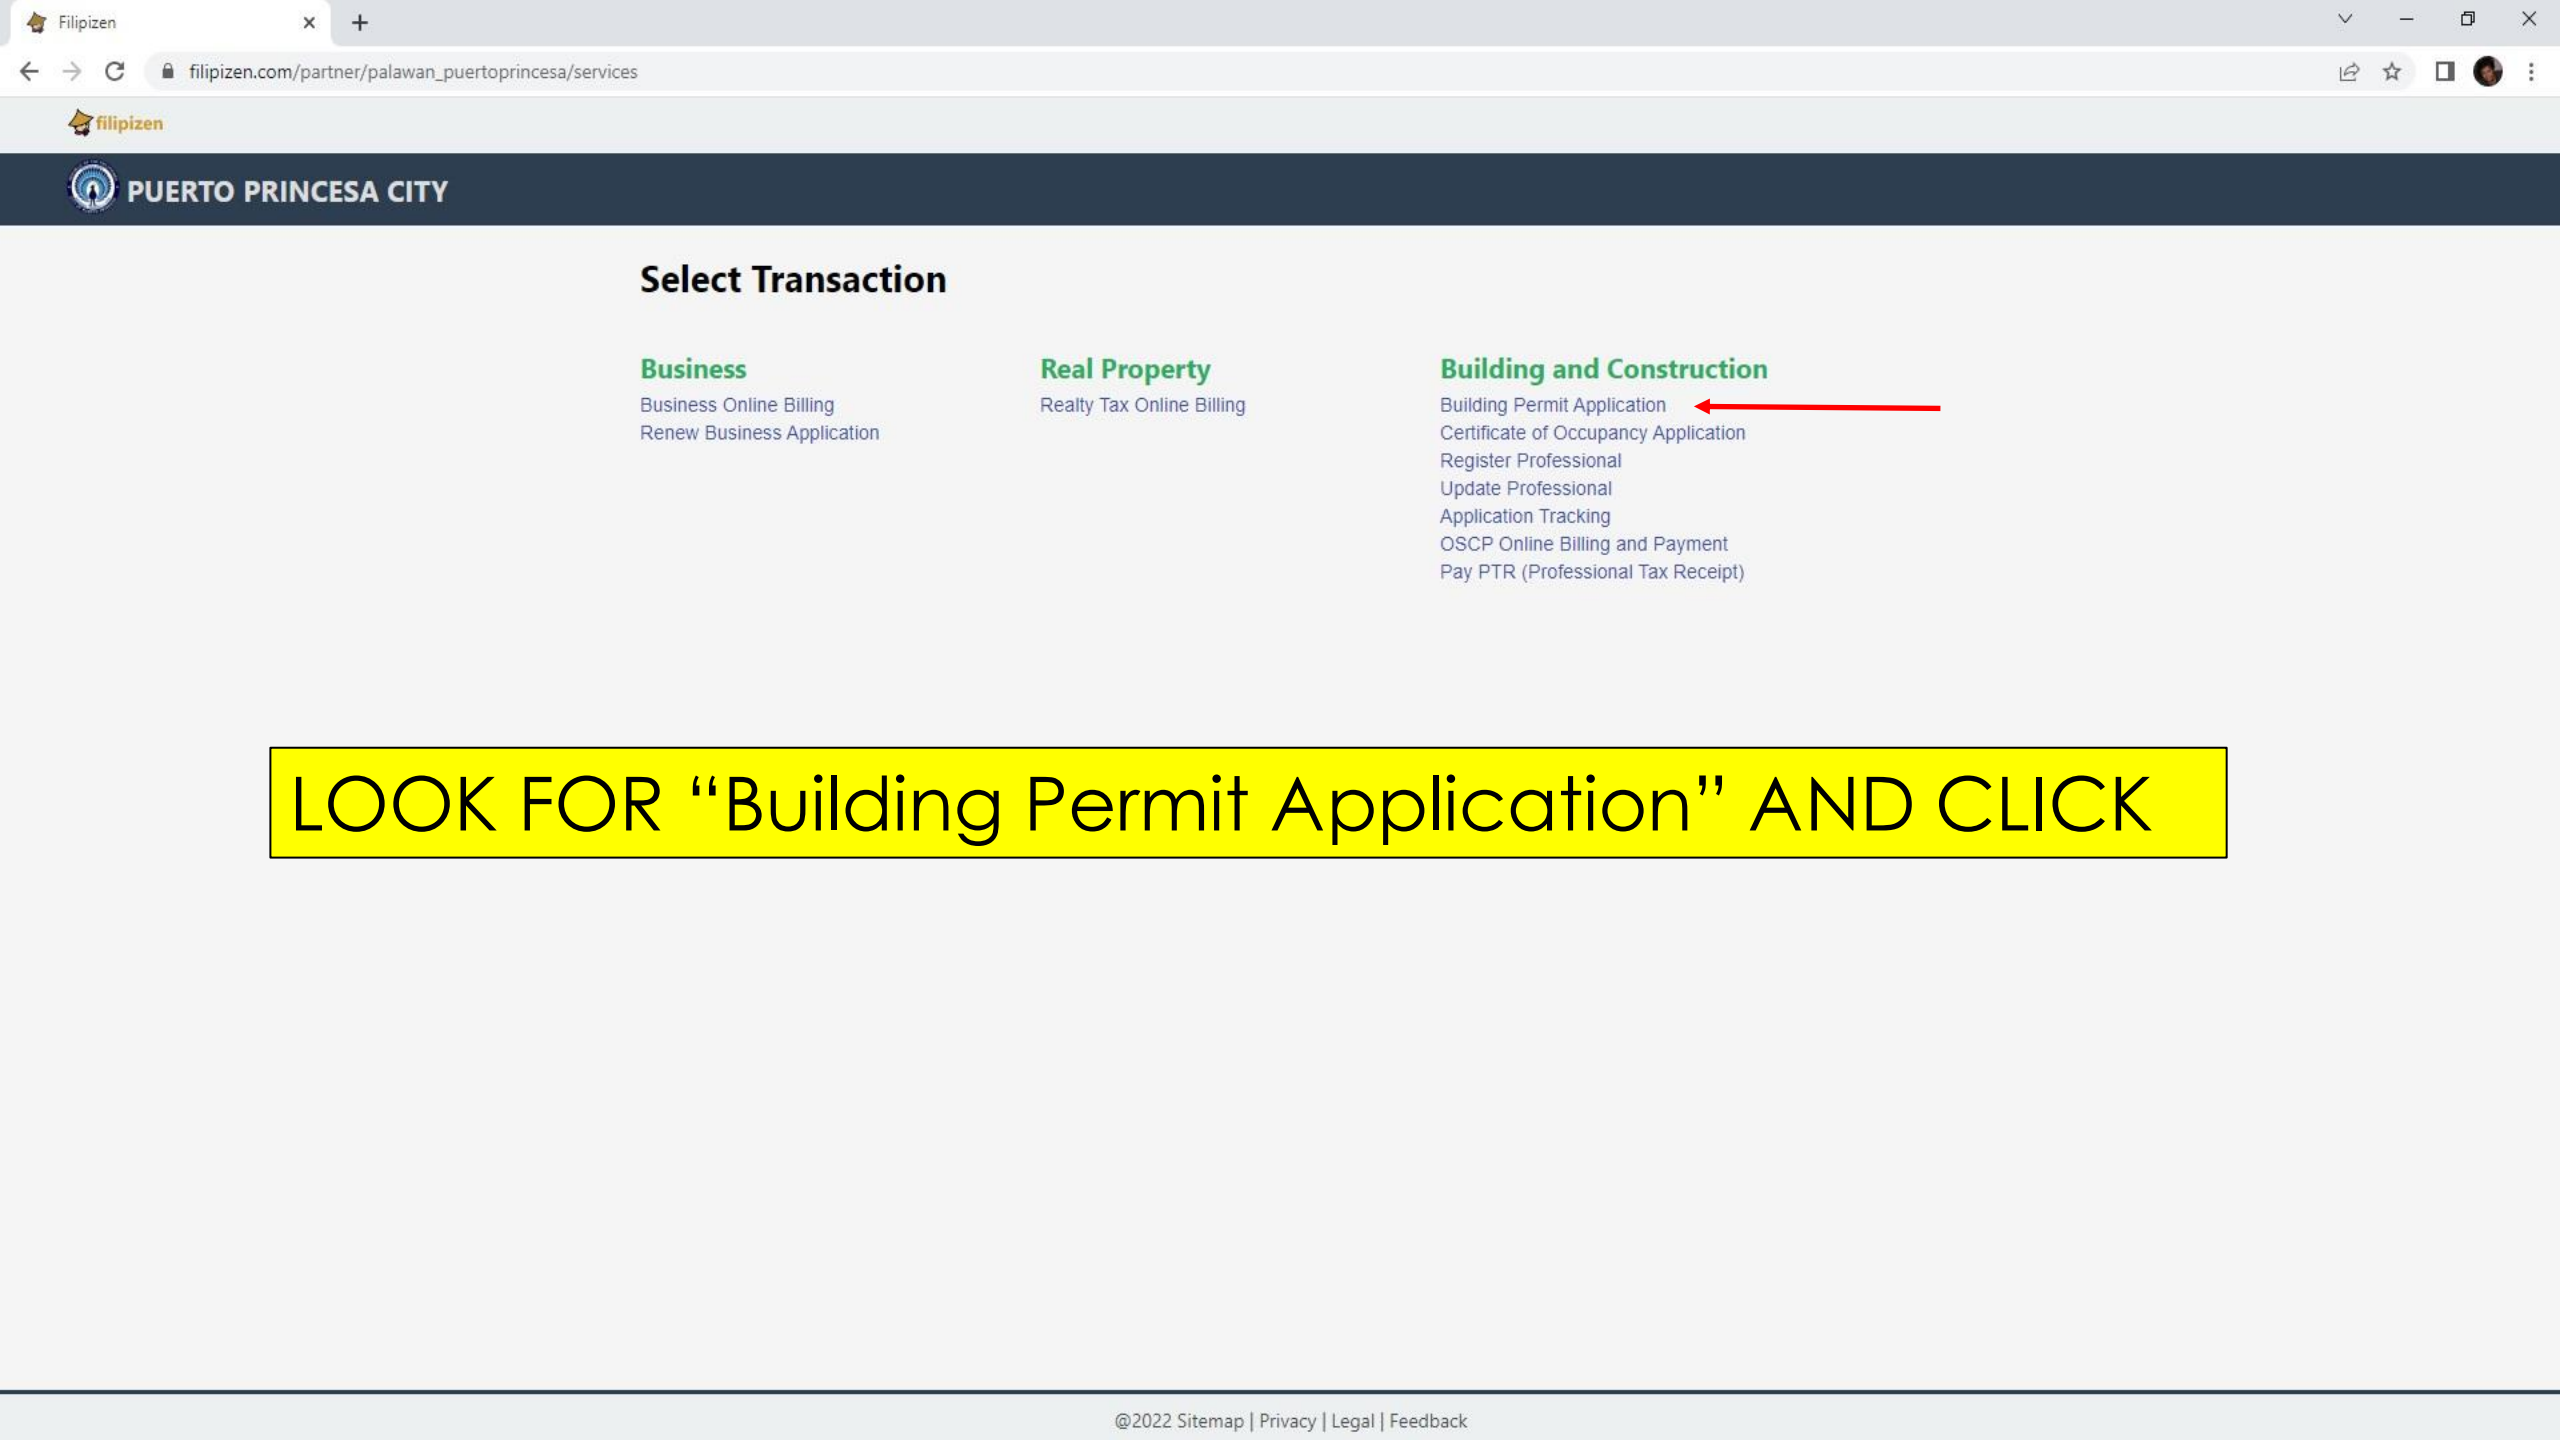 Filipizen
filipizen.com/partner/palawan_puertoprincesa/services
filipizen
PUERTO PRINCESA CITY
Select Transaction
Business
Business Online Billing
Renew Business Application
Real Property
Realty Tax Online Billing
Building and Construction
Building Permit Application
Certificate of Occupancy Application
Register Professional
Update Professional
Application Tracking
OSCP Online Billing and Payment
Pay PTR (Professional Tax Receipt)
LOOK FOR “Building Permit Application” AND CLICK
@2022 Sitemap | Privacy | Legal | Feedback